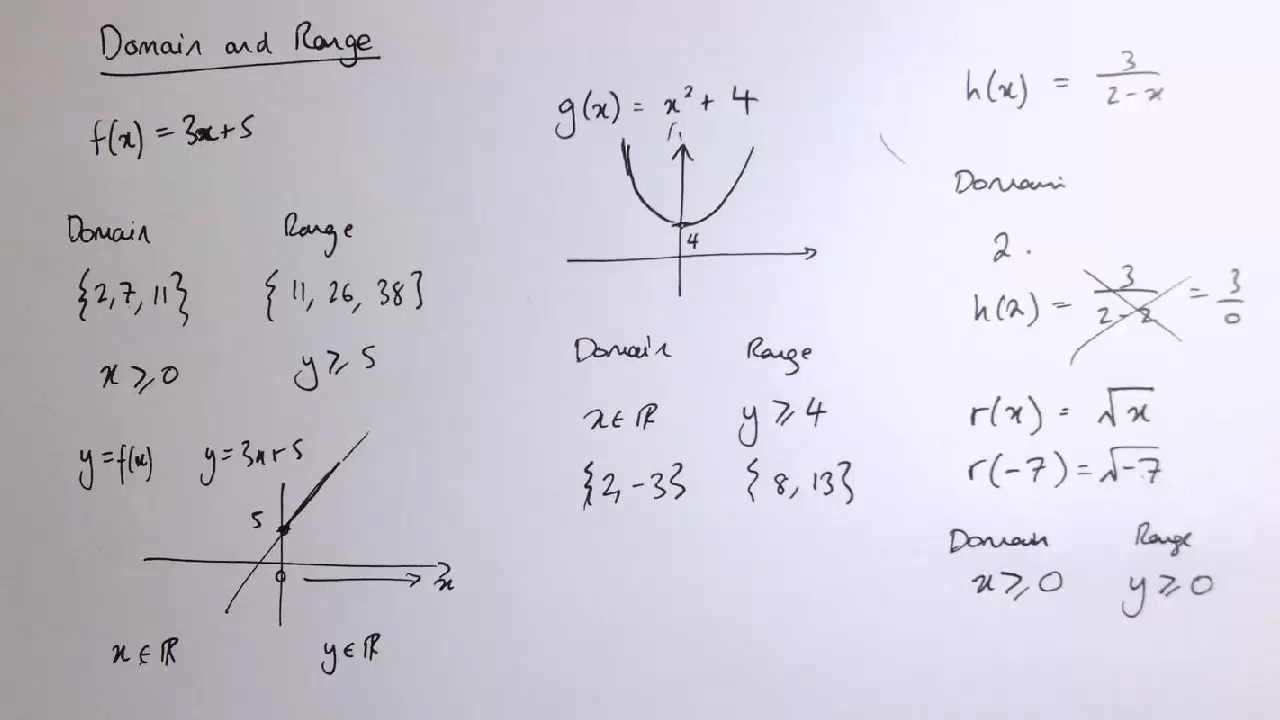 Domain and Range
f(x) = 3x+5
Domain Range
{2,7,11} { 11, 26, 38}
x ⩾ 0 y ⩾ 5
y=f(x) y=3x+5
5
0 x
x ∈ ℝ y ∈ ℝ
g(x) = x² + 4
4
Domain Range
x ∈ ℝ y ⩾ 4
{2, -3} { 8, 13}
h(x) = 3/(2-x)
Domain
2.
h(2) = 3/(2-2) = 3/0
r(x) = √x
r(-7) = √-7
Domain Range
x ⩾ 0 y ⩾ 0